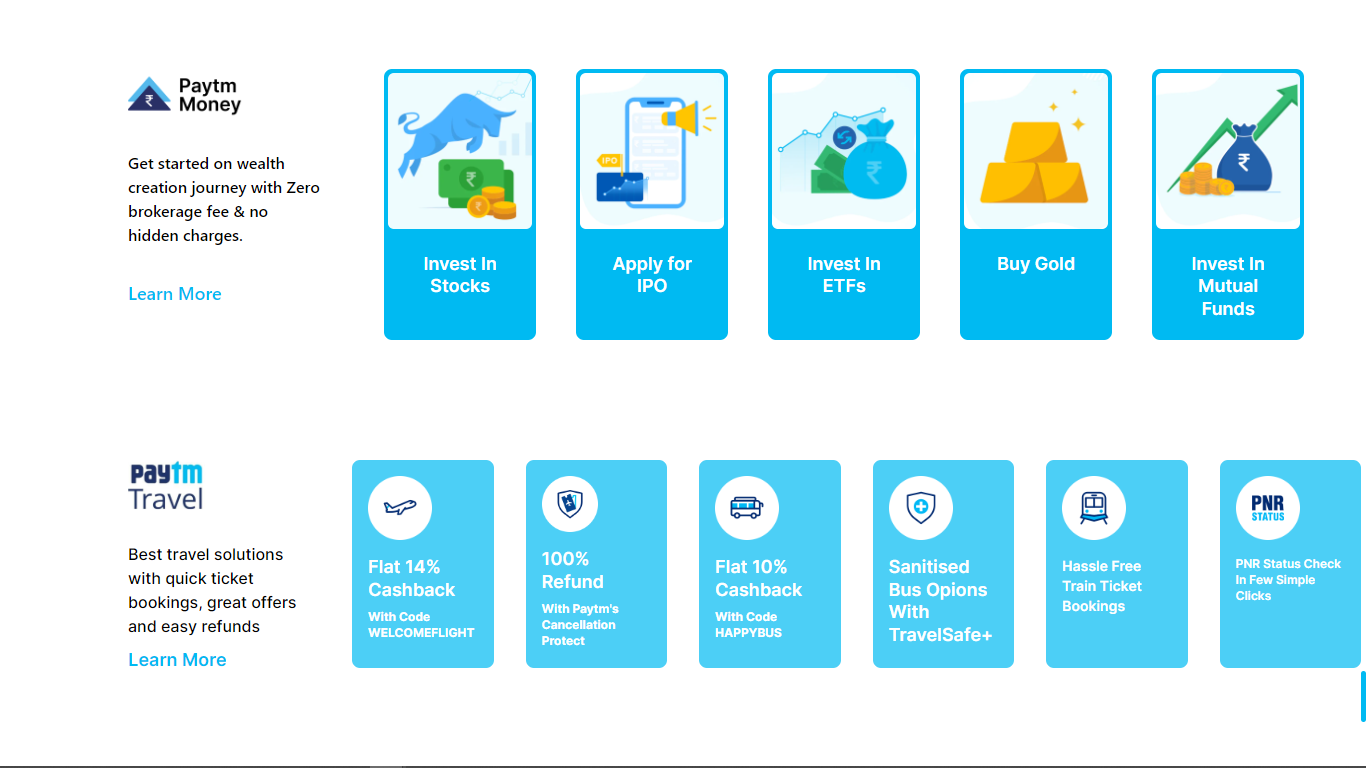 Paytm
Money
Get started on wealth
creation journey with Zero
brokerage fee & no
hidden charges.
Learn More
₹
Invest In
Stocks
IPO
Apply for
IPO
₹
Invest In
ETFs
Buy Gold
₹
Invest In
Mutual
Funds
paytm
Travel
Best travel solutions
with quick ticket
bookings, great offers
and easy refunds
Learn More
Flat 14%
Cashback
With Code
WELCOMEFLIGHT
100%
Refund
With Paytm's
Cancellation
Protect
Flat 10%
Cashback
With Code
HAPPYBUS
Sanitised
Bus Opions
With
TravelSafe+
Hassle Free
Train Ticket
Bookings
PNR
STATUS
PNR Status Check
In Few Simple
Clicks